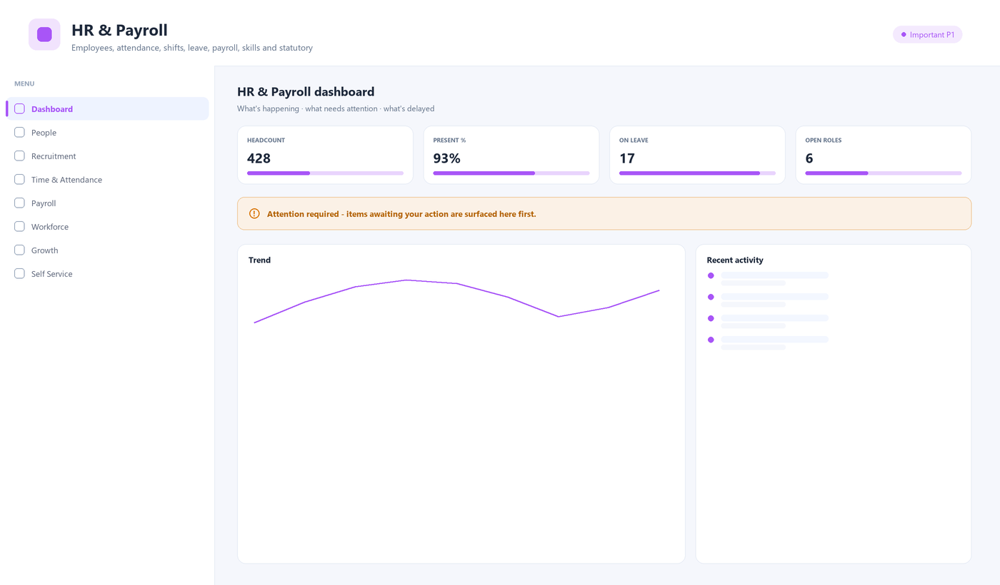 HR & Payroll
Employees, attendance, shifts, leave, payroll, skills and statutory
Important P1
MENU
Dashboard
People
Recruitment
Time & Attendance
Payroll
Workforce
Growth
Self Service
HR & Payroll dashboard
What's happening · what needs attention · what's delayed
HEADCOUNT
428
PRESENT %
93%
ON LEAVE
17
OPEN ROLES
6
Attention required - items awaiting your action are surfaced here first.
Trend
Recent activity